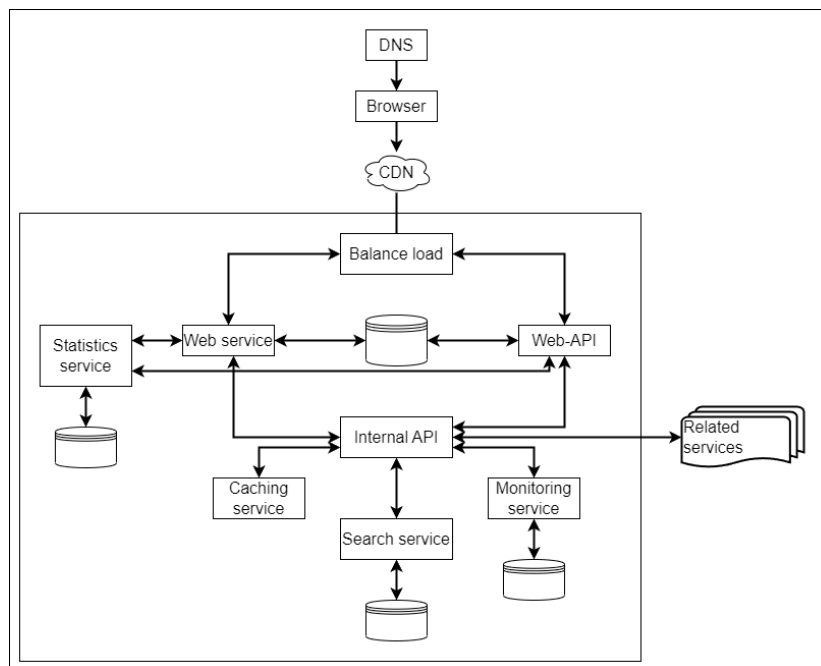 DNS
Browser
CDN
Balance load
Web service
Web-API
Statistics
service
Internal API
Related
services
Caching
service
Monitoring
service
Search service